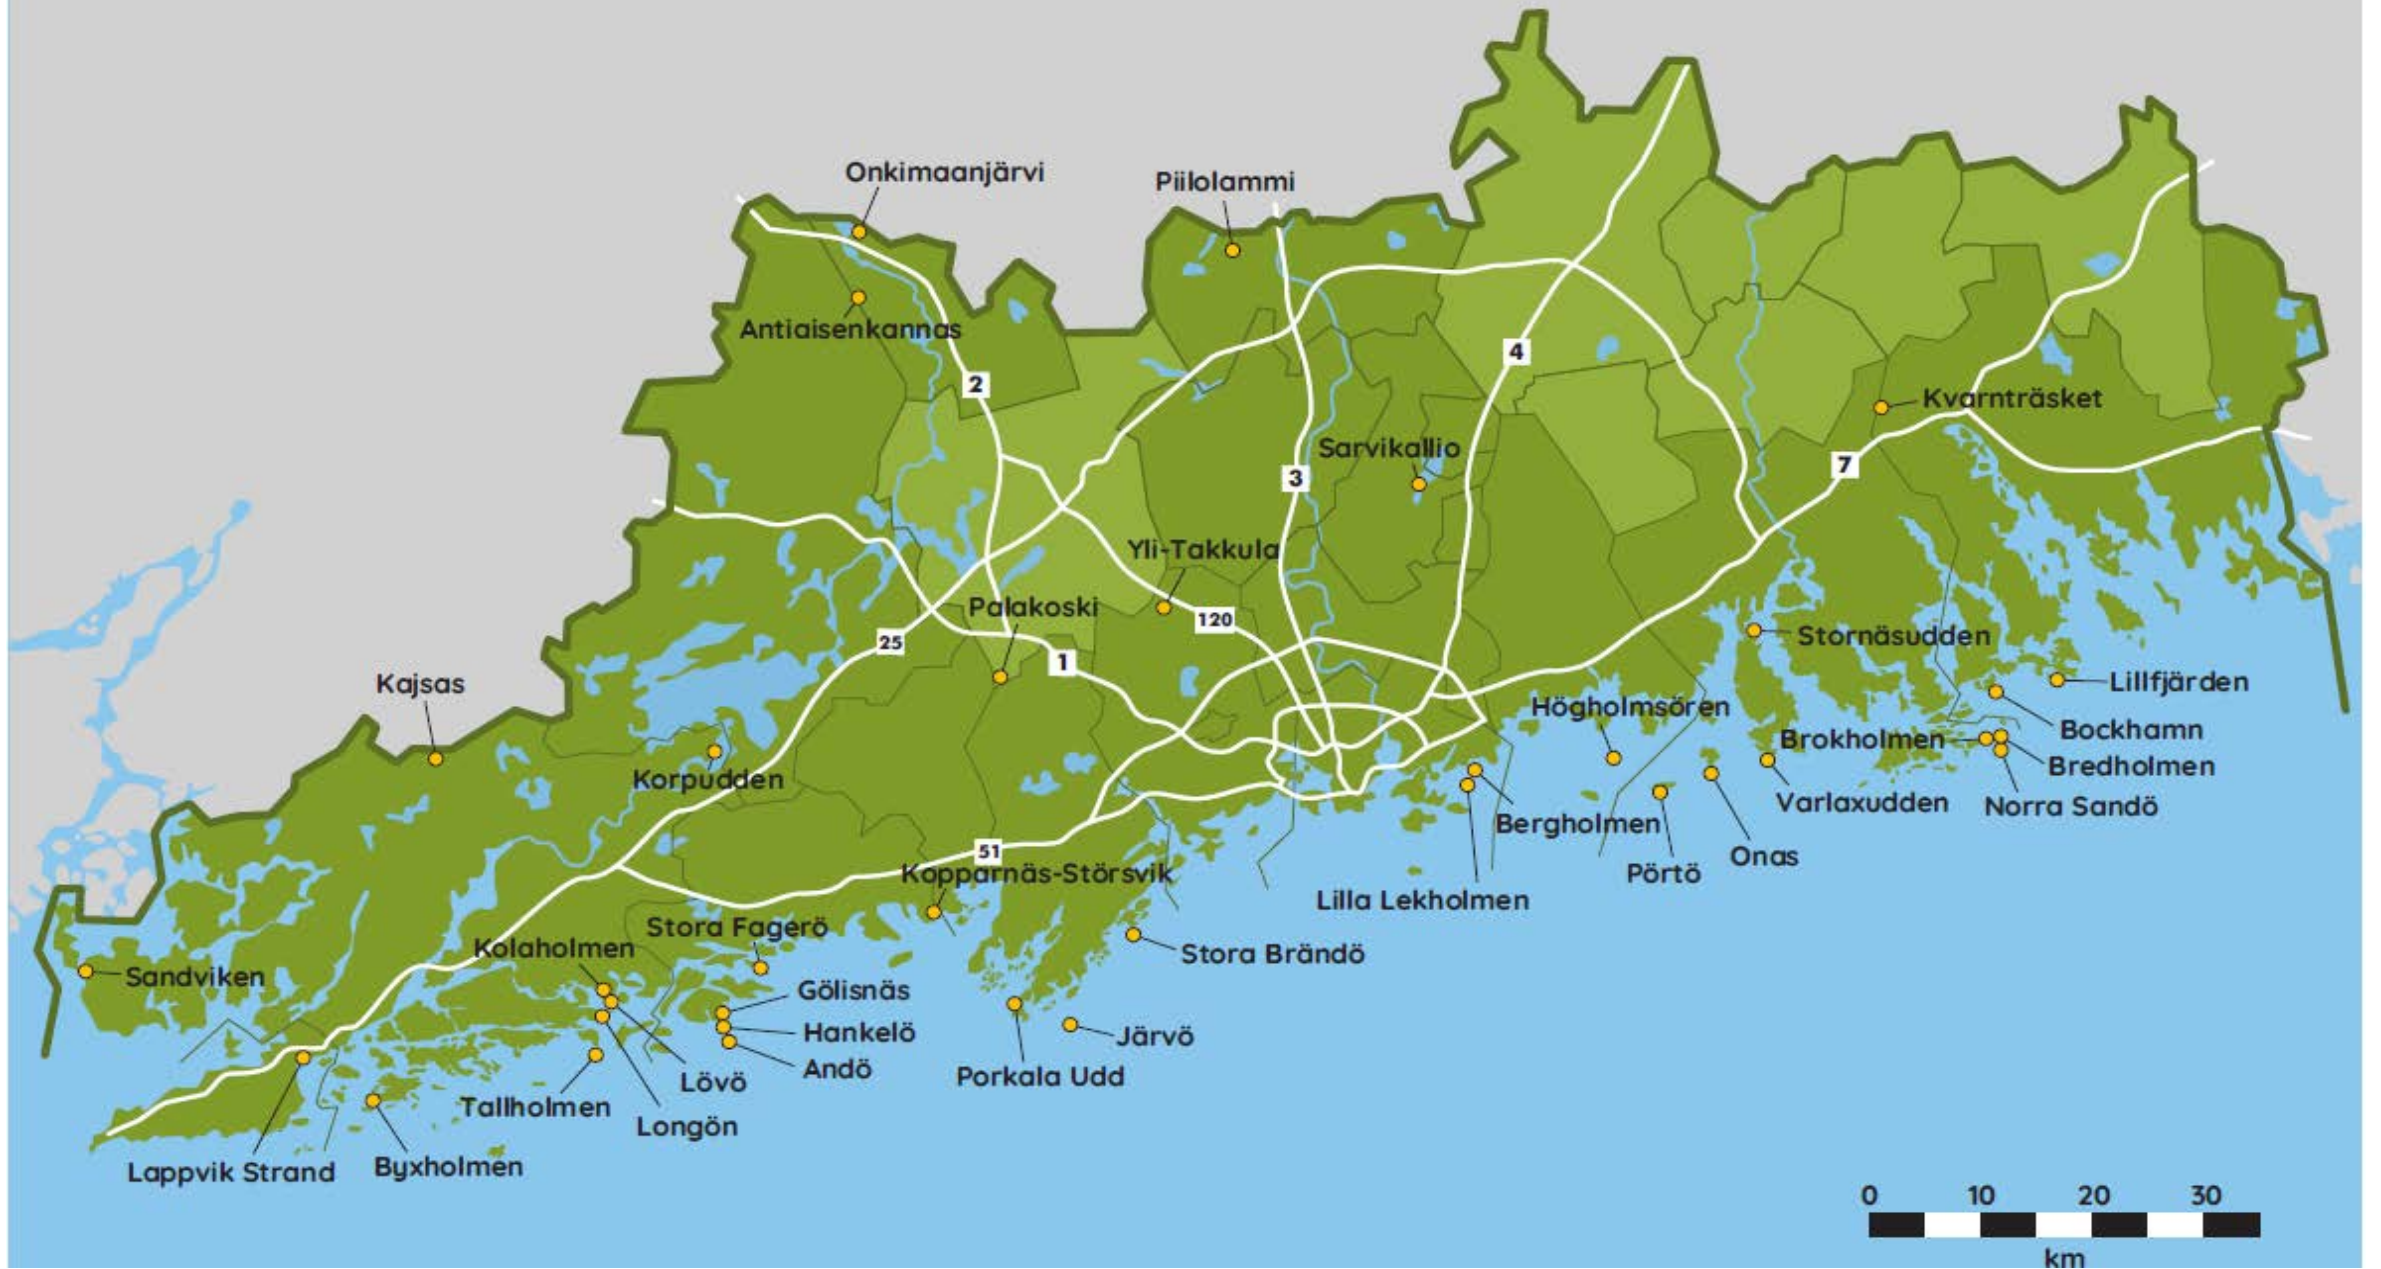 Onkimaanjärvi
Piilolammi
Antiaisenkannas
2
4
Kvarnträsket
Sarvikallio
3
7
Yli-Takkula
Palakoski
120
25
1
Stornäsudden
Kajsas
Lillfjärden
Högholmsören
Bockhamn
Brokholmen
Bredholmen
Korpudden
Varlaxudden
Norra Sandö
Bergholmen
51
Onas
Kopparnäs-Störsvik
Pörtö
Lilla Lekholmen
Stora Fagerö
Kolaholmen
Stora Brändö
Sandviken
Gölisnäs
Hankelö
Järvö
Andö
Porkala Udd
Lövö
Tallholmen
Longön
Lappvik Strand
Byxholmen
0 10 20 30
km